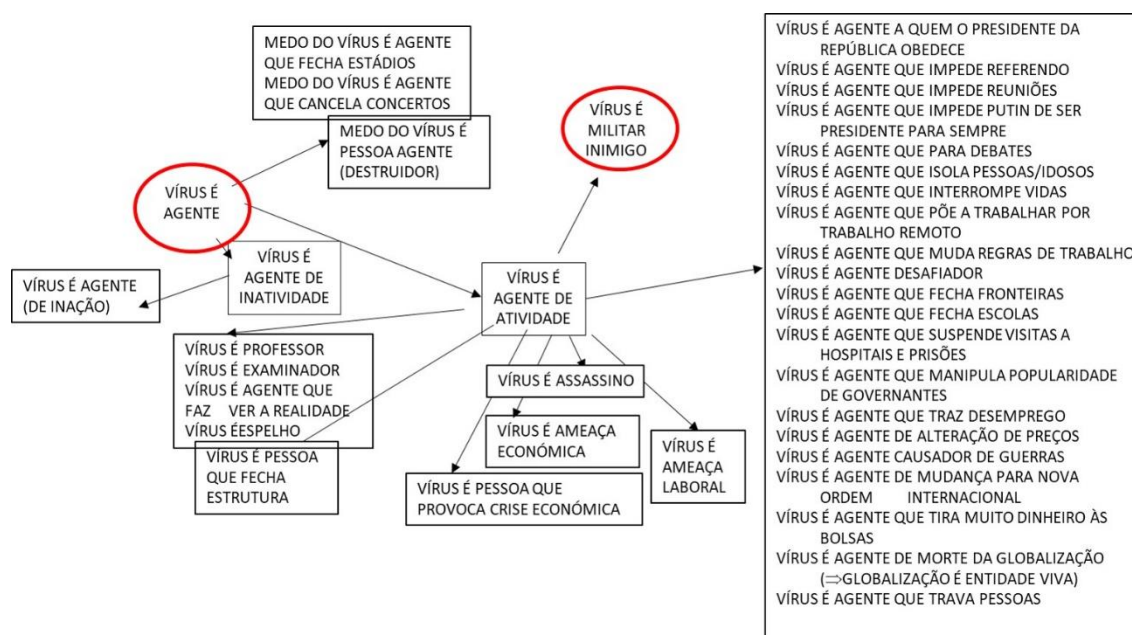 MEDO DO VÍRUS É AGENTE
QUE FECHA ESTÁDIOS
MEDO DO VÍRUS É AGENTE
QUE CANCELA CONCERTOS
MEDO DO VÍRUS É
PESSOA AGENTE
(DESTRUIDOR)
VÍRUS É
MILITAR
INIMIGO
VÍRUS É
AGENTE
VÍRUS É
AGENTE DE
INATIVIDADE
VÍRUS É AGENTE
(DE INAÇÃO)
VÍRUS É
AGENTE DE
ATIVIDADE
VÍRUS É PROFESSOR
VÍRUS É EXAMINADOR
VÍRUS É AGENTE QUE
FAZ VER A REALIDADE
VÍRUS ÉESPELHO
VÍRUS É PESSOA
QUE FECHA
ESTRUTURA
VÍRUS É ASSASSINO
VÍRUS É AMEAÇA
ECONÓMICA
VÍRUS É PESSOA QUE
PROVOCA CRISE ECONÓMICA
VÍRUS É
AMEAÇA
LABORAL
VÍRUS É AGENTE A QUEM O PRESIDENTE DA
REPÚBLICA OBEDECE
VÍRUS É AGENTE QUE IMPEDE REFERENDO
VÍRUS É AGENTE QUE IMPEDE REUNIÕES
VÍRUS É AGENTE QUE IMPEDE PUTIN DE SER
PRESIDENTE PARA SEMPRE
VÍRUS É AGENTE QUE PARA DEBATES
VÍRUS É AGENTE QUE ISOLA PESSOAS/IDOSOS
VÍRUS É AGENTE QUE INTERROMPE VIDAS
VÍRUS É AGENTE QUE PÕE A TRABALHAR POR
TRABALHO REMOTO
VÍRUS É AGENTE QUE MUDA REGRAS DE TRABALHO
VÍRUS É AGENTE DESAFIADOR
VÍRUS É AGENTE QUE FECHA FRONTEIRAS
VÍRUS É AGENTE QUE FECHA ESCOLAS
VÍRUS É AGENTE QUE SUSPENDE VISITAS A
HOSPITAIS E PRISÕES
VÍRUS É AGENTE QUE MANIPULA POPULARIDADE
DE GOVERNANTES
VÍRUS É AGENTE QUE TRAZ DESEMPREGO
VÍRUS É AGENTE DE ALTERAÇÃO DE PREÇOS
VÍRUS É AGENTE CAUSADOR DE GUERRAS
VÍRUS É AGENTE DE MUDANÇA PARA NOVA
ORDEM INTERNACIONAL
VÍRUS É AGENTE QUE TIRA MUITO DINHEIRO ÀS
BOLSAS
VÍRUS É AGENTE DE MORTE DA GLOBALIZAÇÃO
(⇒GLOBALIZAÇÃO É ENTIDADE VIVA)
VÍRUS É AGENTE QUE TRAVA PESSOAS